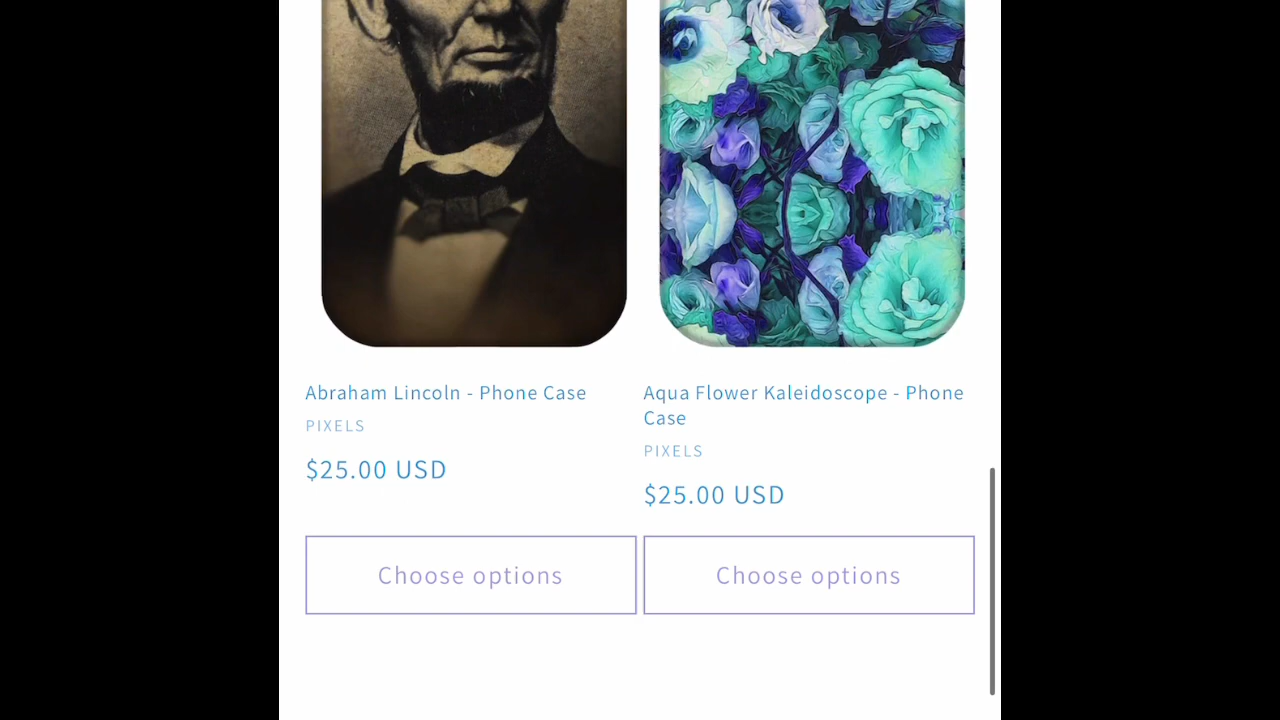 Abraham Lincoln - Phone Case
PIXELS
$25.00 USD
Choose options
Aqua Flower Kaleidoscope - Phone
Case
PIXELS
$25.00 USD
Choose options